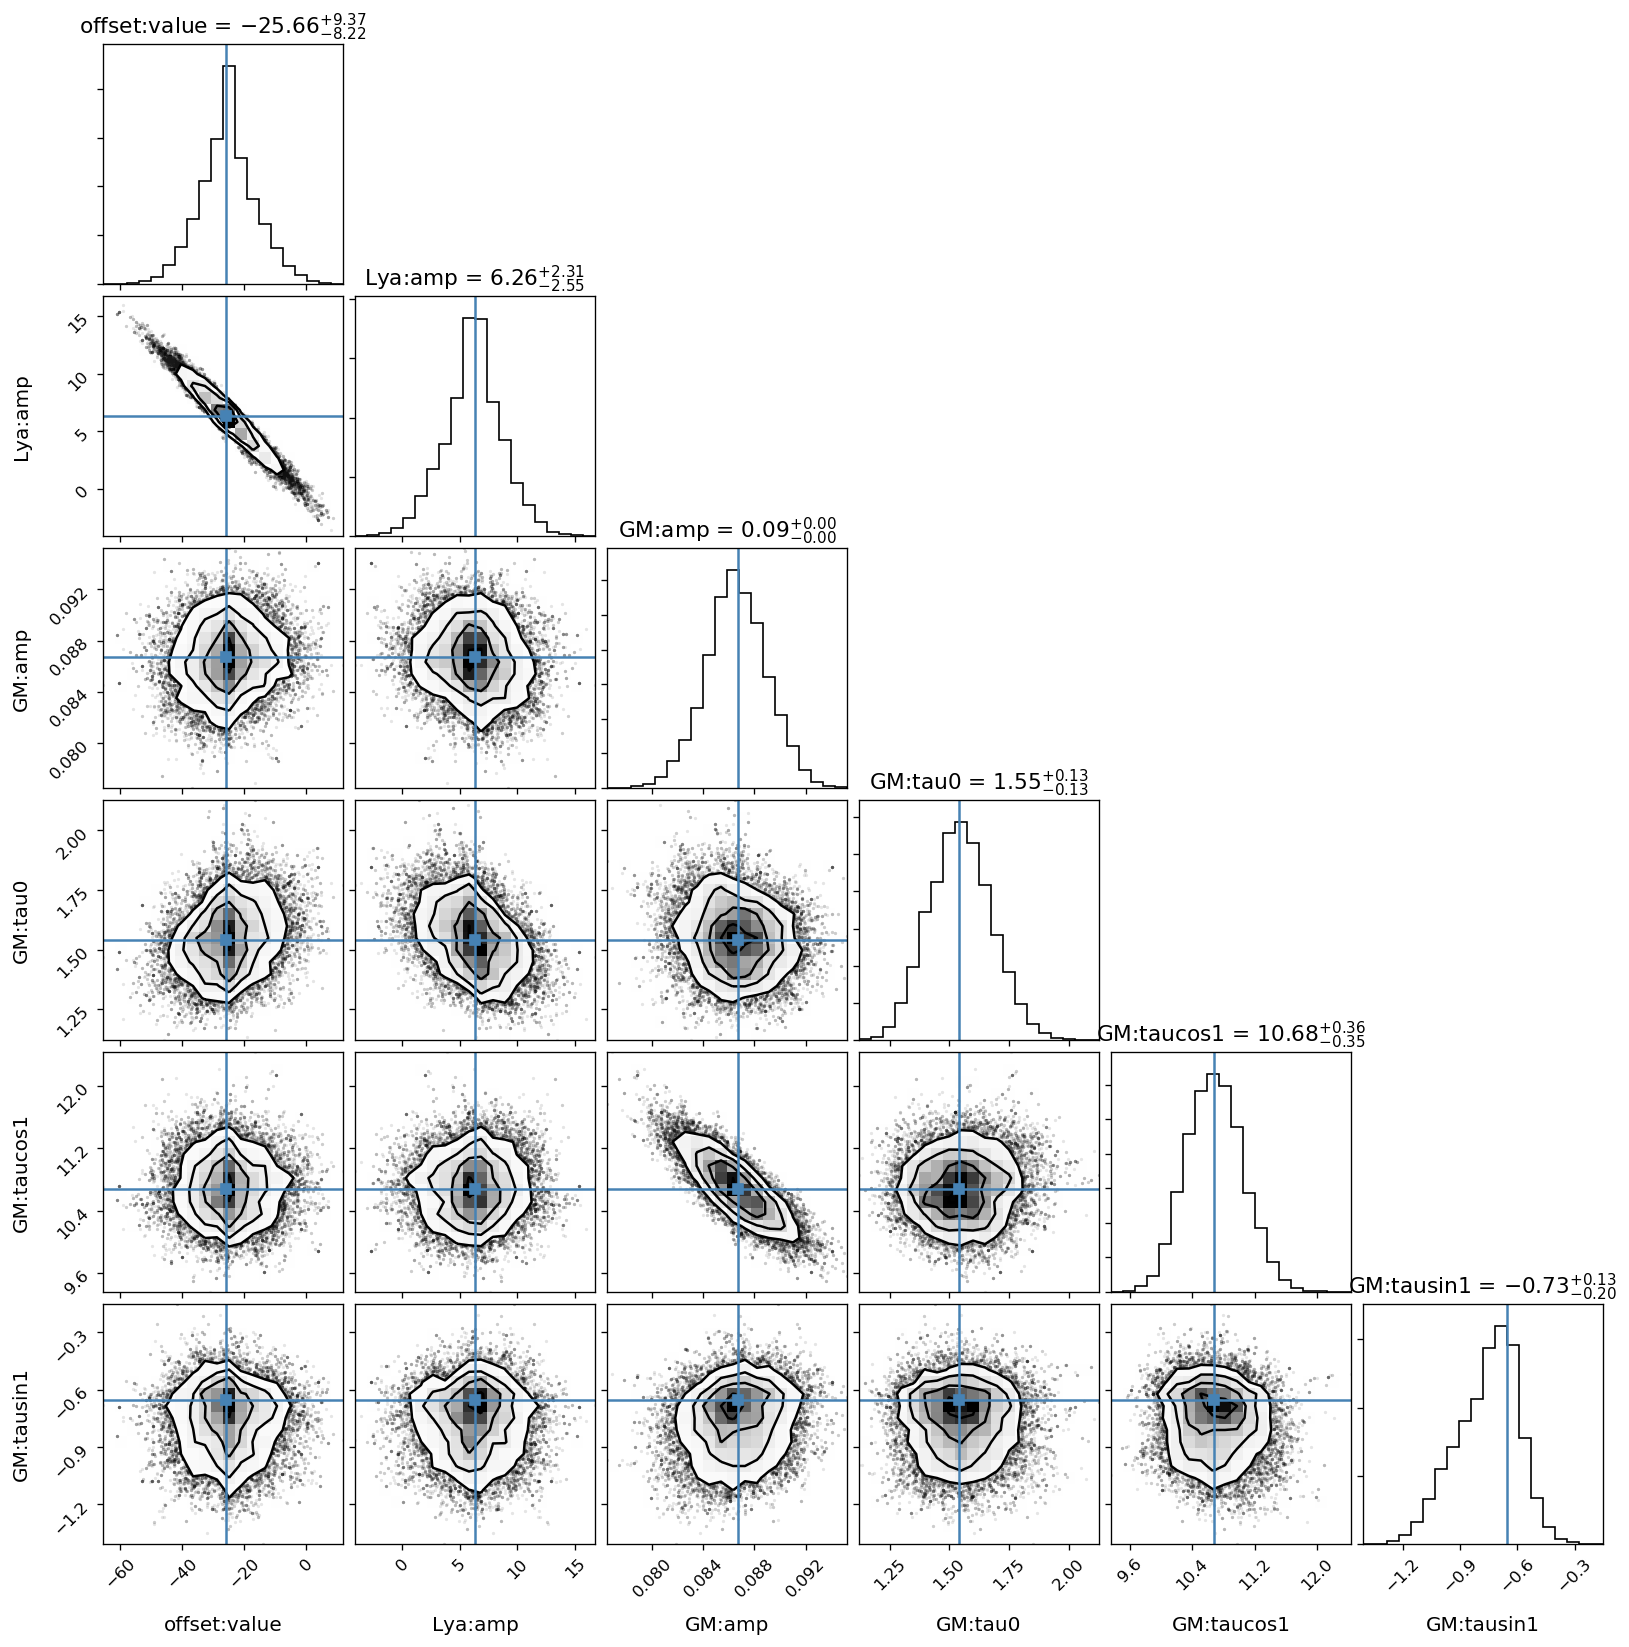 offset:value = −25.66 +9.37 −8.22
Lya:amp = 6.26 +2.31 −2.55
15
10
5
0
Lya:amp
GM:amp = 0.09 +0.00 −0.00
0.092
0.088
0.084
0.080
GM:amp
GM:tau0 = 1.55 +0.13 −0.13
2.00
1.75
1.50
1.25
GM:tau0
GM:taucos1 = 10.68 +0.36 −0.35
12.0
11.2
10.4
9.6
GM:taucos1
GM:tausin1 = −0.73 +0.13 −0.20
−0.3
−0.6
−0.9
−1.2
GM:tausin1
−60 −40 −20 0 0 5 10 15 0.080 0.084 0.088 0.092 1.25 1.50 1.75 2.00 9.6 10.4 11.2 12.0 −1.2 −0.9 −0.6 −0.3
offset:value Lya:amp GM:amp GM:tau0 GM:taucos1 GM:tausin1